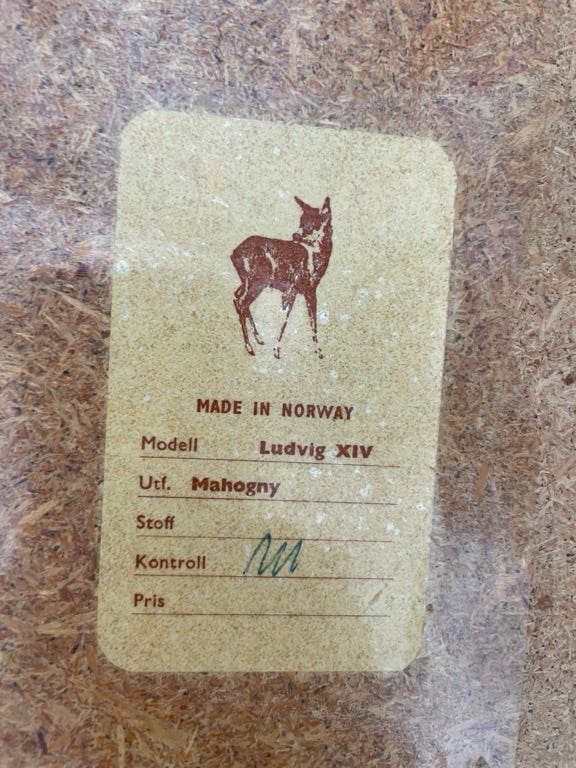 MADE IN NORWAY
Modell Ludvig XIV
Utf. Mahogny
Stoff
Kontroll
Pris